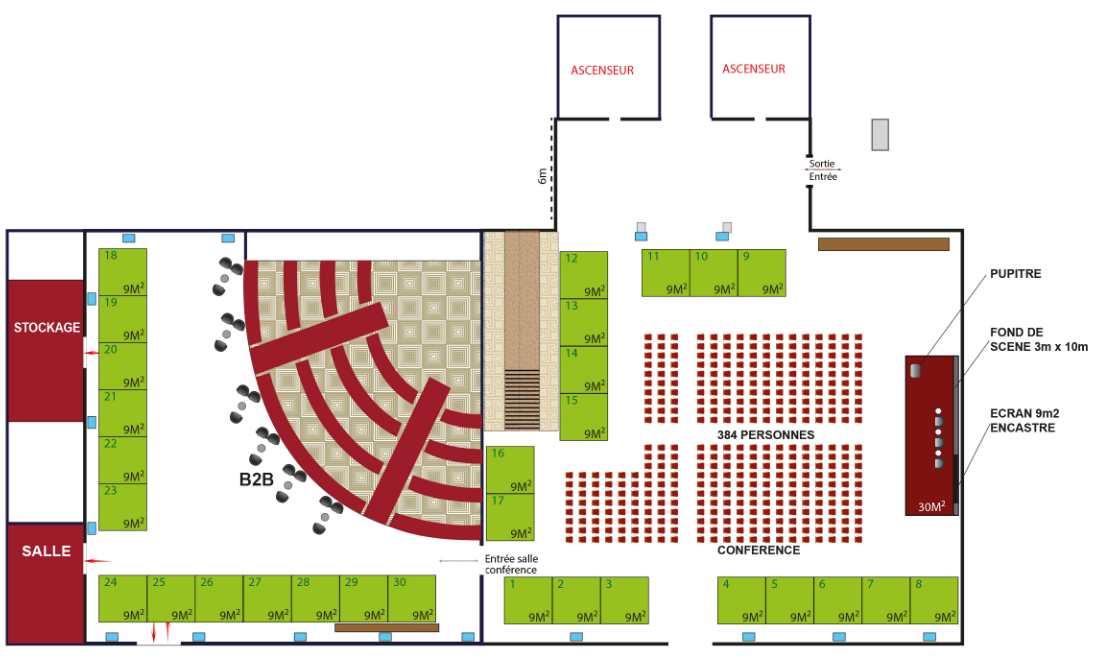 ASCENSEUR
ASCENSEUR
6m
Sortie
Entrée
18
9M²
19
9M²
20
9M²
21
9M²
22
9M²
23
9M²
STOCKAGE
SALLE
B2B
12
9M²
13
9M²
14
9M²
15
9M²
16
9M²
17
9M²
11
9M²
10
9M²
9
9M²
PUPITRE
FOND DE
SCENE 3m x 10m
ECRAN 9m2
ENCASTRE
384 PERSONNES
30M²
CONFERENCE
Entrée salle
conférence
24
9M²
25
9M²
26
9M²
27
9M²
28
9M²
29
9M²
30
9M²
1
9M²
2
9M²
3
9M²
4
9M²
5
9M²
6
9M²
7
9M²
8
9M²